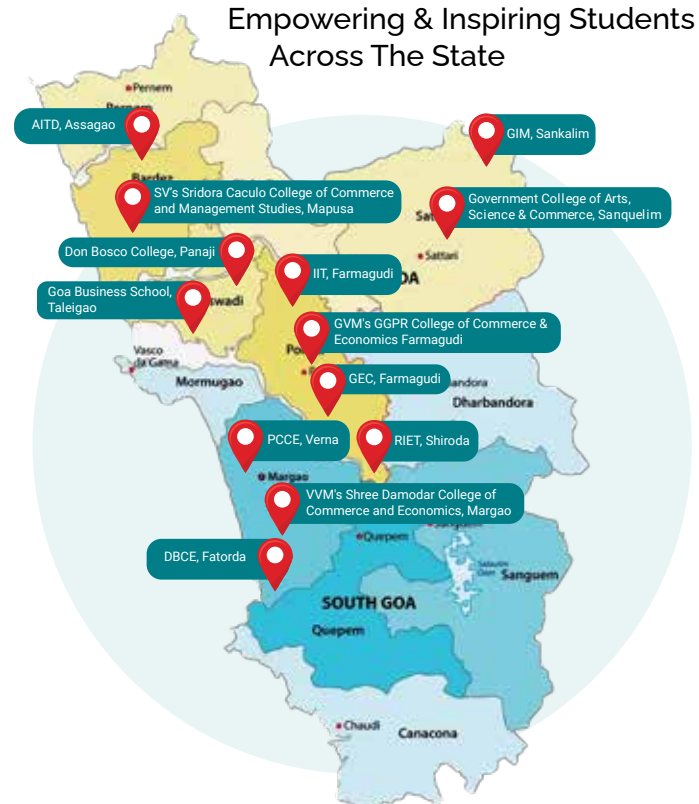 Empowering & Inspiring Students
Across The State
Pernem
Pernem
AITD, Assagao
GIM, Sankalim
Bardez
SV's Sridora Caculo College of Commerce
and Management Studies, Mapusa
Government College of Arts,
Science & Commerce, Sanquelim
Don Bosco College, Panaji
Sattari
IIT, Farmagudi
Goa Business School,
Taleigao
GVM's GGPR College of Commerce &
Economics Farmagudi
Vasco
da'Gama
Mormugao
GEC, Farmagudi
Dharbandora
PCCE, Verna
RIET, Shiroda
Margao
VVM's Shree Damodar College of
Commerce and Economics, Margao
Quepem
DBCE, Fatorda
Sanguem
SOUTH GOA
Quepem
Chaudi
Canacona